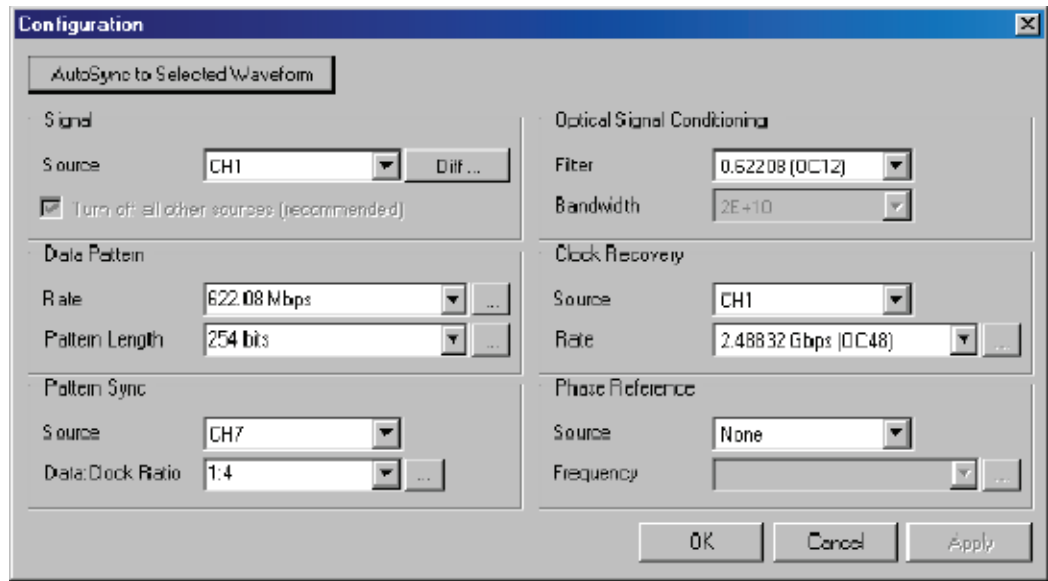 Configuration
AutoSync to Selected Waveform
Signal
Source CH1 Diff ...
Turn off all other sources (recommended)
Data Pattern
Rate 622.08 Mbps ...
Pattern Length 254 bits ...
Pattern Sync
Source CH7
Data:Clock Ratio 1:4 ...
Optical Signal Conditioning
Filter 0.62208 (OC12)
Bandwidth 2E+10
Clock Recovery
Source CH1
Rate 2.48832 Gbps (OC48) ...
Phase Reference
Source None
Frequency ...
OK Cancel Apply